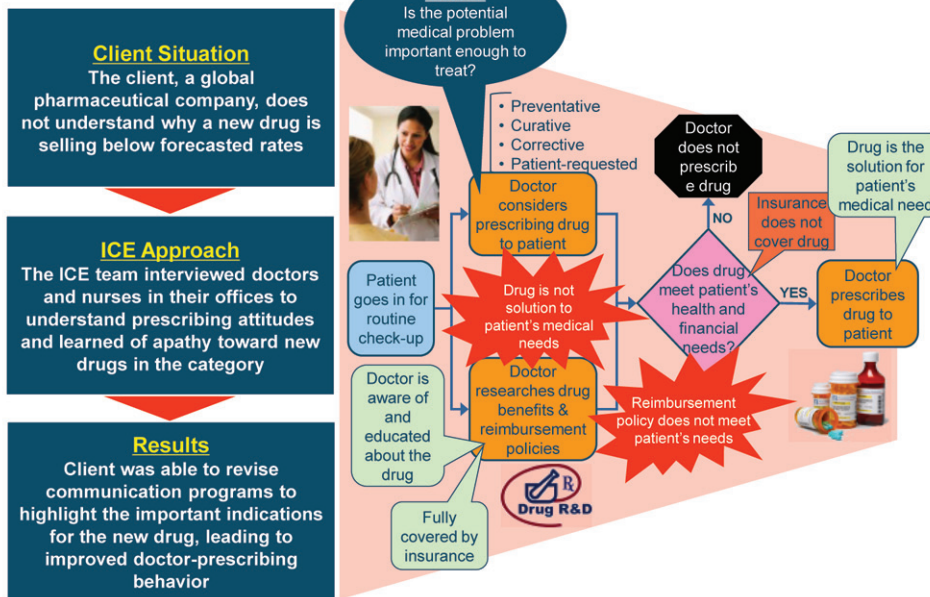 Client Situation
The client, a global
pharmaceutical company, does
not understand why a new drug is
selling below forecasted rates
ICE Approach
The ICE team interviewed doctors
and nurses in their offices to
understand prescribing attitudes
and learned of apathy toward new
drugs in the category
Results
Client was able to revise
communication programs to
highlight the important indications
for the new drug, leading to
improved doctor-prescribing
behavior
Is the potential
medical problem
important enough to
treat?
• Preventative
• Curative
• Corrective
• Patient-requested
Doctor
considers
prescribing drug
to patient
Patient
goes in for
routine
check-up
Drug is not
solution to
patient's medical
needs
Doctor
researches drug
benefits &
reimbursement
policies
Doctor is
aware of
and
educated
about the
drug
Fully
covered by
insurance
Rx
Drug R&D
Doctor
does not
prescrib
e drug
NO
Insurance
does not
cover drug
Does drug
meet patient's
health and
financial
needs?
YES
Reimbursement
policy does not meet
patient's needs
Drug is the
solution for
patient's
medical need
Doctor
prescribes
drug to
patient